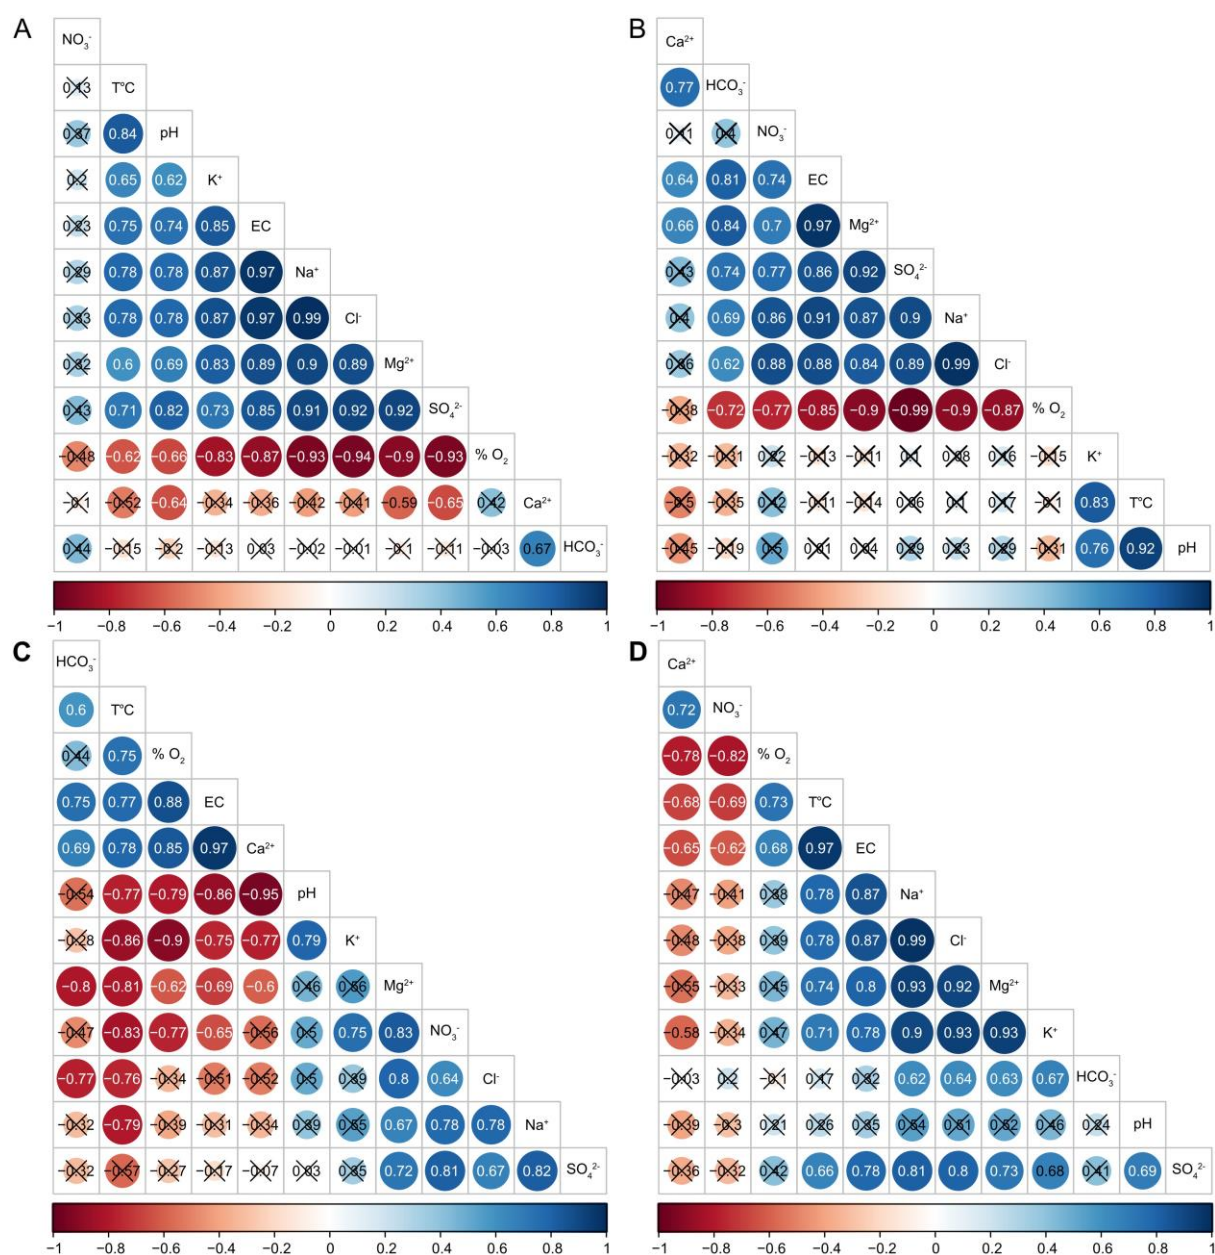 A
NO₃⁻
0.13 T°C
0.37 0.84 pH
0.2 0.65 0.62 K⁺
0.23 0.75 0.74 0.85 EC
0.29 0.78 0.78 0.87 0.97 Na⁺
0.33 0.78 0.78 0.87 0.97 0.99 Cl⁻
0.32 0.6 0.69 0.83 0.89 0.9 0.89 Mg²⁺
0.43 0.71 0.82 0.73 0.85 0.91 0.92 0.92 SO₄²⁻
−0.48 −0.62 −0.66 −0.83 −0.87 −0.93 −0.94 −0.9 −0.93 % O₂
−0.1 −0.52 −0.64 −0.34 −0.36 −0.42 −0.41 −0.59 −0.65 0.42 Ca²⁺
0.44 −0.15 −0.2 −0.13 0.03 −0.02 −0.01 −0.1 −0.11 −0.03 0.67 HCO₃⁻
−1 −0.8 −0.6 −0.4 −0.2 0 0.2 0.4 0.6 0.8 1
B
Ca²⁺
0.77 HCO₃⁻
0.11 0.4 NO₃⁻
0.64 0.81 0.74 EC
0.66 0.84 0.7 0.97 Mg²⁺
0.43 0.74 0.77 0.86 0.92 SO₄²⁻
0.4 0.69 0.86 0.91 0.87 0.9 Na⁺
0.36 0.62 0.88 0.88 0.84 0.89 0.99 Cl⁻
−0.38 −0.72 −0.77 −0.85 −0.9 −0.99 −0.9 −0.87 % O₂
−0.32 −0.31 0.22 −0.13 −0.11 0.1 0.08 0.16 −0.15 K⁺
−0.5 −0.35 0.42 −0.11 −0.14 0.06 0.1 0.17 −0.1 0.83 T°C
−0.45 −0.19 0.5 0.01 0.04 0.29 0.23 0.29 −0.31 0.76 0.92 pH
−1 −0.8 −0.6 −0.4 −0.2 0 0.2 0.4 0.6 0.8 1
C
HCO₃⁻
0.6 T°C
0.44 0.75 % O₂
0.75 0.77 0.88 EC
0.69 0.78 0.85 0.97 Ca²⁺
−0.54 −0.77 −0.79 −0.86 −0.95 pH
−0.28 −0.86 −0.9 −0.75 −0.77 0.79 K⁺
−0.8 −0.81 −0.62 −0.69 −0.6 0.46 0.56 Mg²⁺
−0.47 −0.83 −0.77 −0.65 −0.56 0.5 0.75 0.83 NO₃⁻
−0.77 −0.76 −0.34 −0.51 −0.52 0.5 0.39 0.8 0.64 Cl⁻
−0.32 −0.79 −0.39 −0.31 −0.34 0.39 0.55 0.67 0.78 0.78 Na⁺
−0.32 −0.57 −0.27 −0.17 −0.07 0.03 0.35 0.72 0.81 0.67 0.82 SO₄²⁻
−1 −0.8 −0.6 −0.4 −0.2 0 0.2 0.4 0.6 0.8 1
D
Ca²⁺
0.72 NO₃⁻
−0.78 −0.82 % O₂
−0.68 −0.69 0.73 T°C
−0.65 −0.62 0.68 0.97 EC
−0.47 −0.41 0.38 0.78 0.87 Na⁺
−0.48 −0.38 0.39 0.78 0.87 0.99 Cl⁻
−0.55 −0.33 0.45 0.74 0.8 0.93 0.92 Mg²⁺
−0.58 −0.34 0.47 0.71 0.78 0.9 0.93 0.93 K⁺
−0.03 0.2 −0.1 0.17 0.32 0.62 0.64 0.63 0.67 HCO₃⁻
−0.39 −0.3 0.21 0.26 0.35 0.54 0.51 0.52 0.46 0.24 pH
−0.36 −0.32 0.42 0.66 0.78 0.81 0.8 0.73 0.68 0.41 0.69 SO₄²⁻
−1 −0.8 −0.6 −0.4 −0.2 0 0.2 0.4 0.6 0.8 1